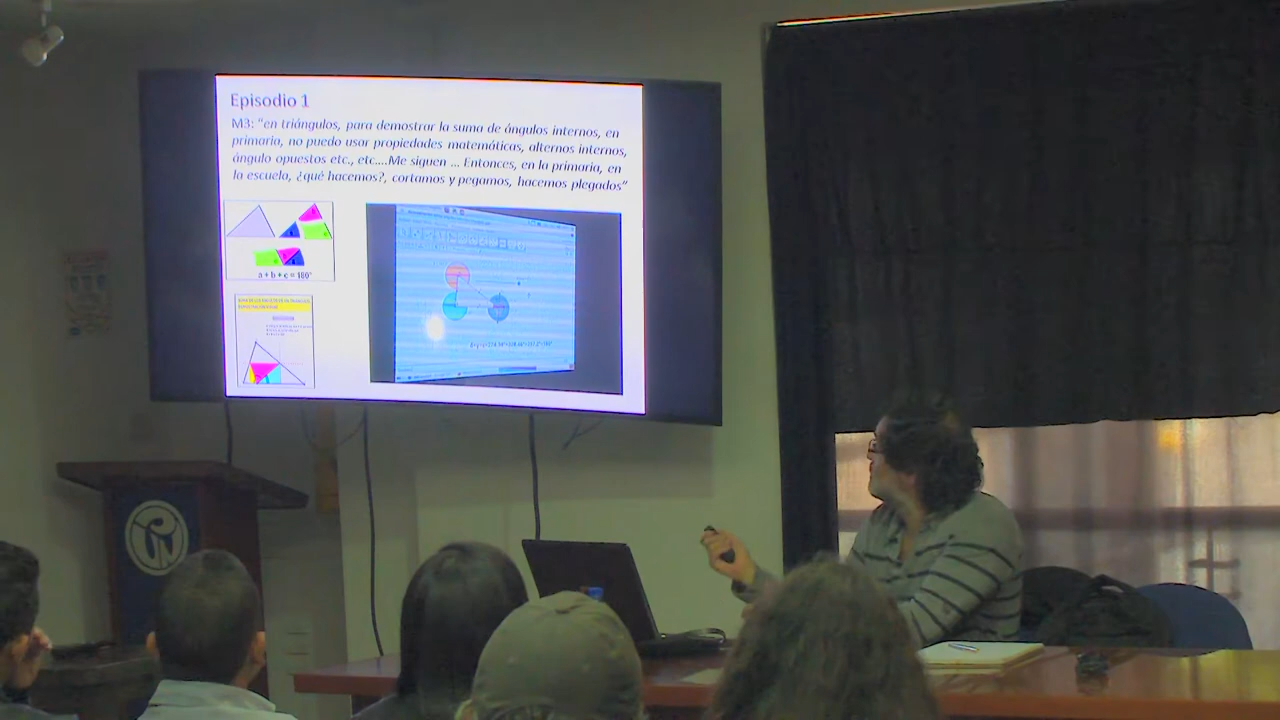 Episodio 1
M3: "en triángulos, para demostrar la suma de ángulos internos, en
primaria, no puedo usar propiedades matemáticas, alternos internos,
ángulo opuestos etc., etc....Me siguen ... Entonces, en la primaria, en
la escuela, ¿qué hacemos?, cortamos y pegamos, hacemos plegados"
a + b + c = 180°